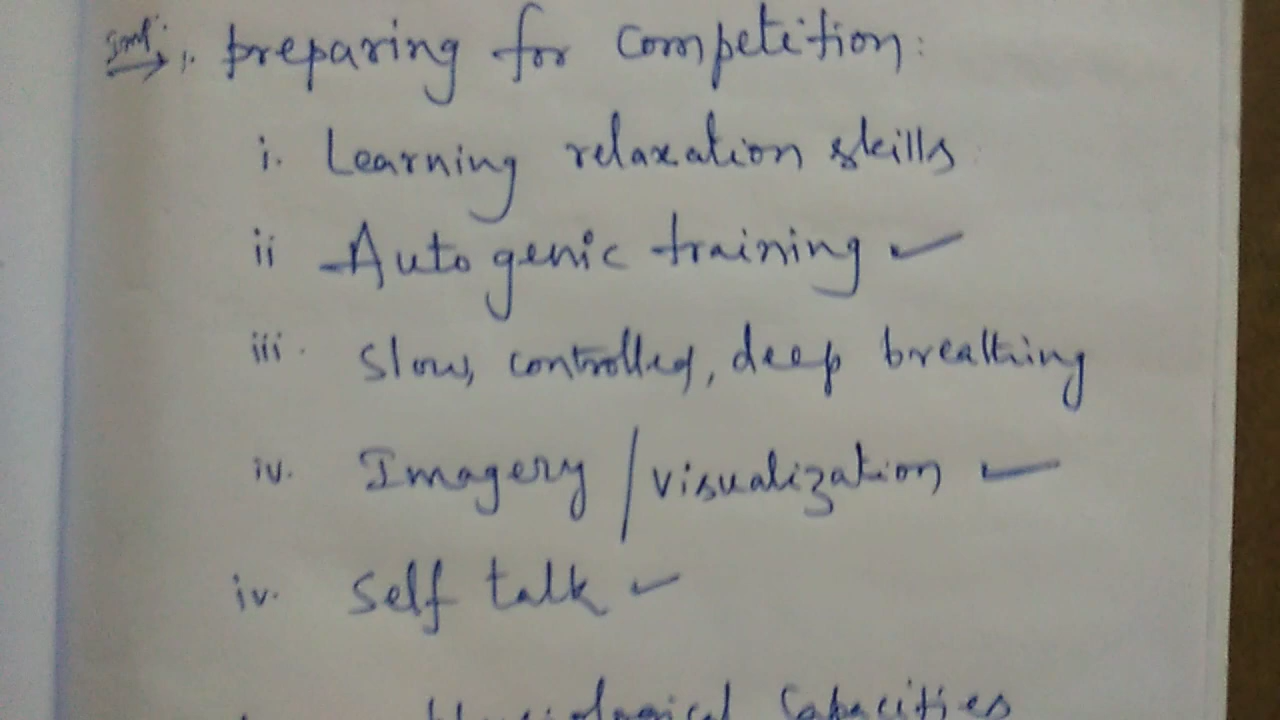 1. Preparing for competition:
i. Learning relaxation skills
ii Autogenic training ✓
iii. Slow, controlled, deep breathing
iv. Imagery / visualization ✓
iv. Self talk ✓
Capacities